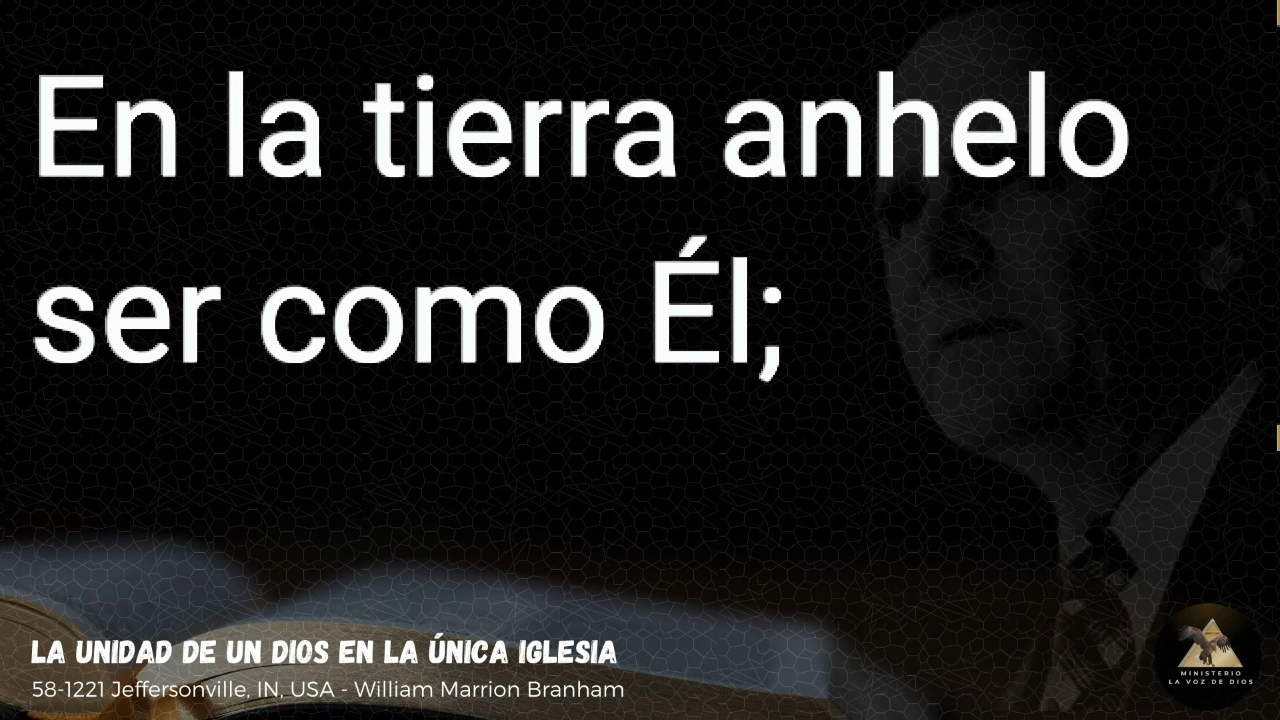 En la tierra anhelo
ser como Él;
LA UNIDAD DE UN DIOS EN LA ÚNICA IGLESIA
58-1221 Jeffersonville, IN, USA - William Marrion Branham
MINISTERIO
LA VOZ DE DIOS